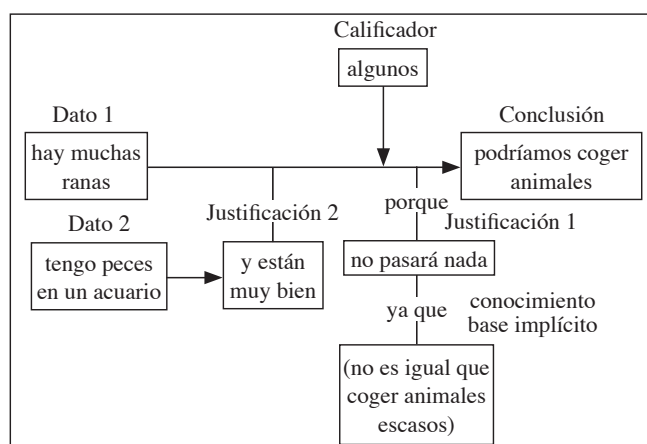 Calificador
algunos
Dato 1
hay muchas
ranas
Conclusión
podríamos coger
animales
Justificación 2
porque
Justificación 1
Dato 2
tengo peces
en un acuario
y están
muy bien
no pasará nada
ya que
conocimiento
base implícito
(no es igual que
coger animales
escasos)